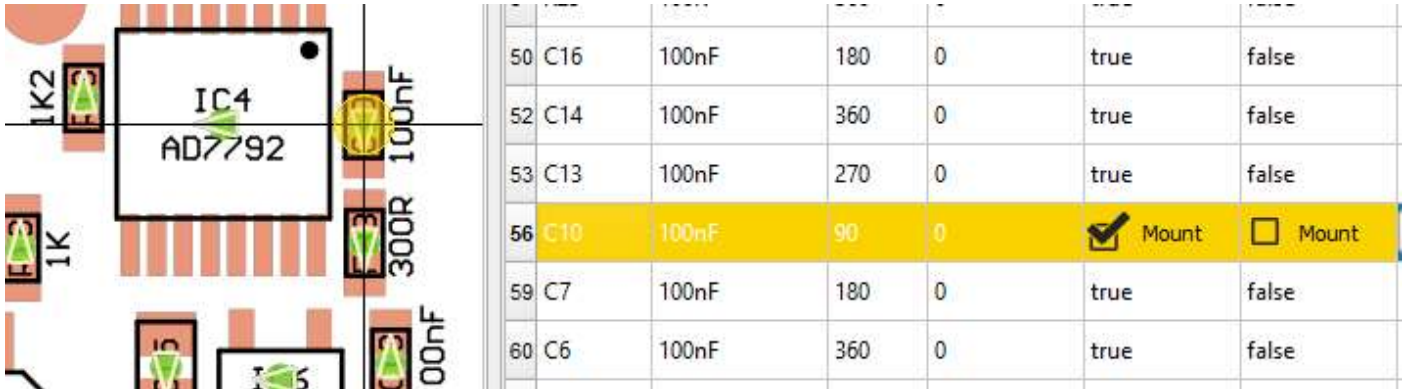 1K2
IC4
AD7792
100nF
1K
300R
00nF
50 C16 100nF 180 0 true false
52 C14 100nF 360 0 true false
53 C13 100nF 270 0 true false
56 C10 100nF 90 0 Mount Mount
59 C7 100nF 180 0 true false
60 C6 100nF 360 0 true false